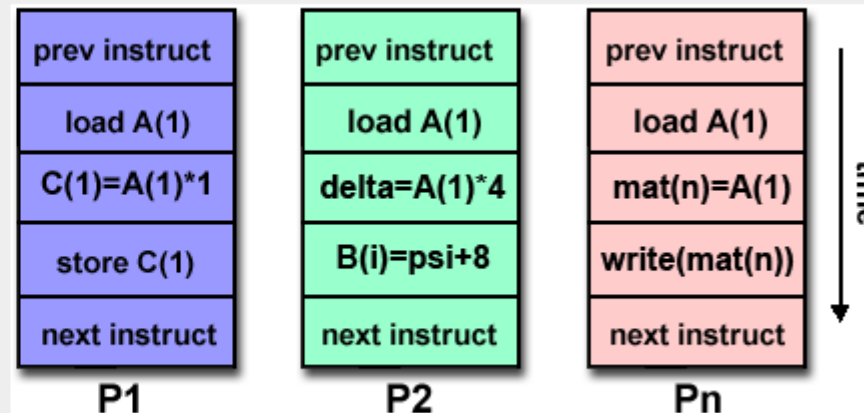 prev instruct
load A(1)
C(1)=A(1)*1
store C(1)
next instruct
P1
prev instruct
load A(1)
delta=A(1)*4
B(i)=psi+8
next instruct
P2
prev instruct
load A(1)
mat(n)=A(1)
write(mat(n))
next instruct
Pn